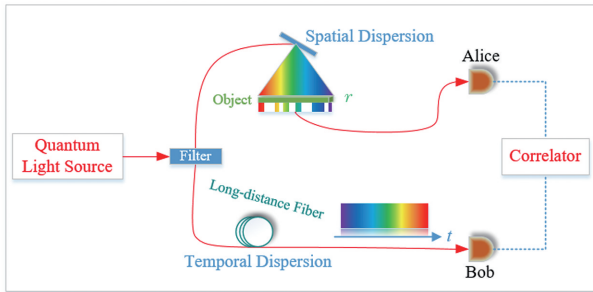 Spatial Dispersion
Alice
Object
r
Quantum
Light Source
Filter
Correlator
Long-distance Fiber
t
Temporal Dispersion
Bob